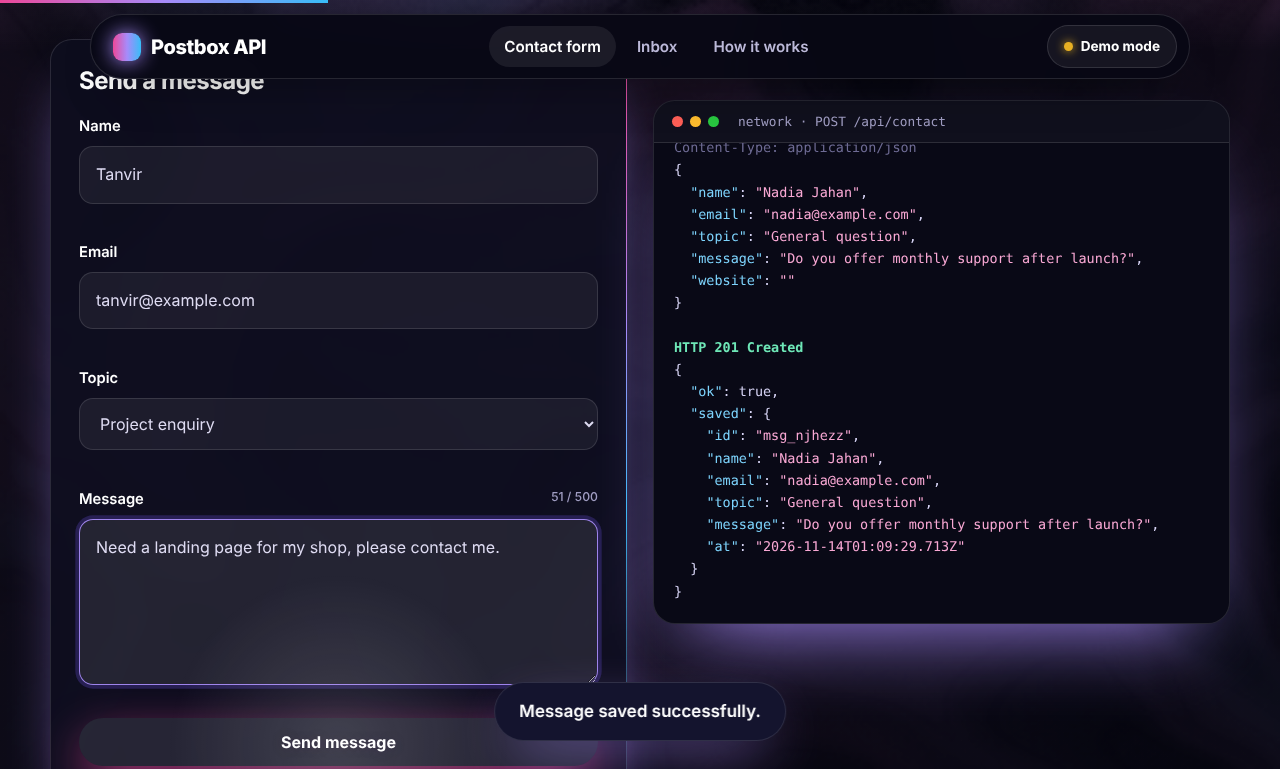 Postbox API
Contact form
Inbox
How it works
Demo mode
Send a message
Name
Tanvir
Email
tanvir@example.com
Topic
Project enquiry
Message
51 / 500
Need a landing page for my shop, please contact me.
Send message
network · POST /api/contact
Content-Type: application/json
{
"name": "Nadia Jahan",
"email": "nadia@example.com",
"topic": "General question",
"message": "Do you offer monthly support after launch?",
"website": ""
}
HTTP 201 Created
{
"ok": true,
"saved": {
"id": "msg_njhezz",
"name": "Nadia Jahan",
"email": "nadia@example.com",
"topic": "General question",
"message": "Do you offer monthly support after launch?",
"at": "2026-11-14T01:09:29.713Z"
}
}
Message saved successfully.